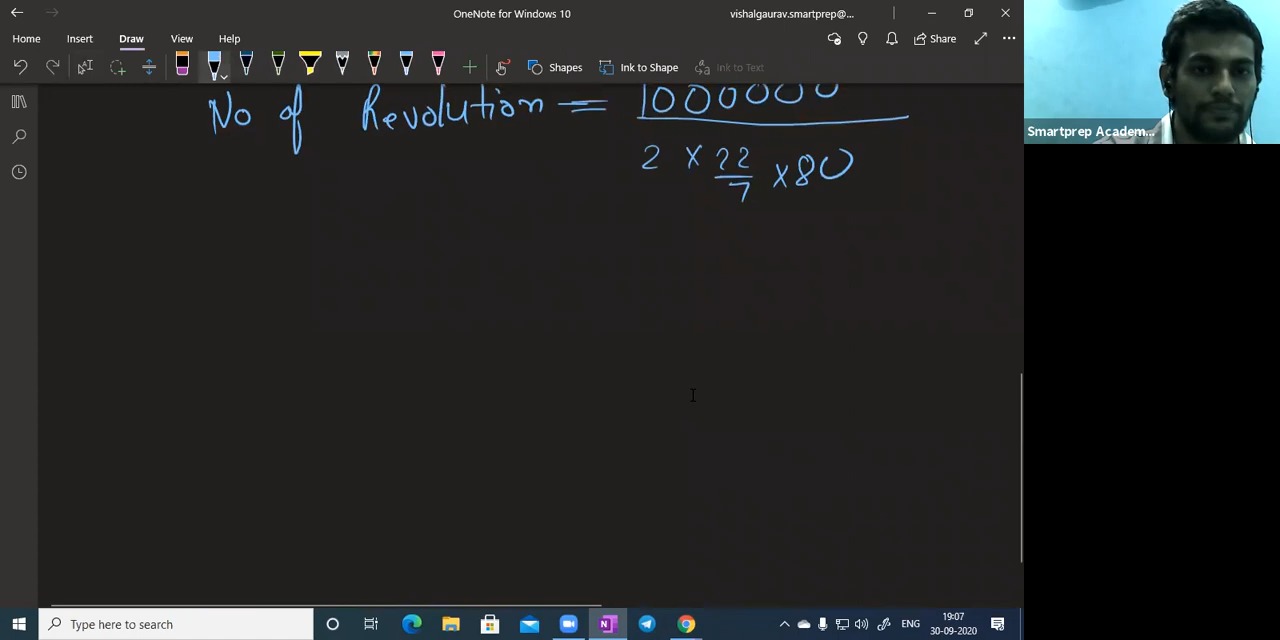 OneNote for Windows 10
vishalgaurav.smartprep@...
Home Insert Draw View Help
Share
Shapes Ink to Shape Ink to Text
No of Revolution = 1000000
2 × 22/7 × 80
Smartprep Academ...
Type here to search
ENG
19:07
30-09-2020